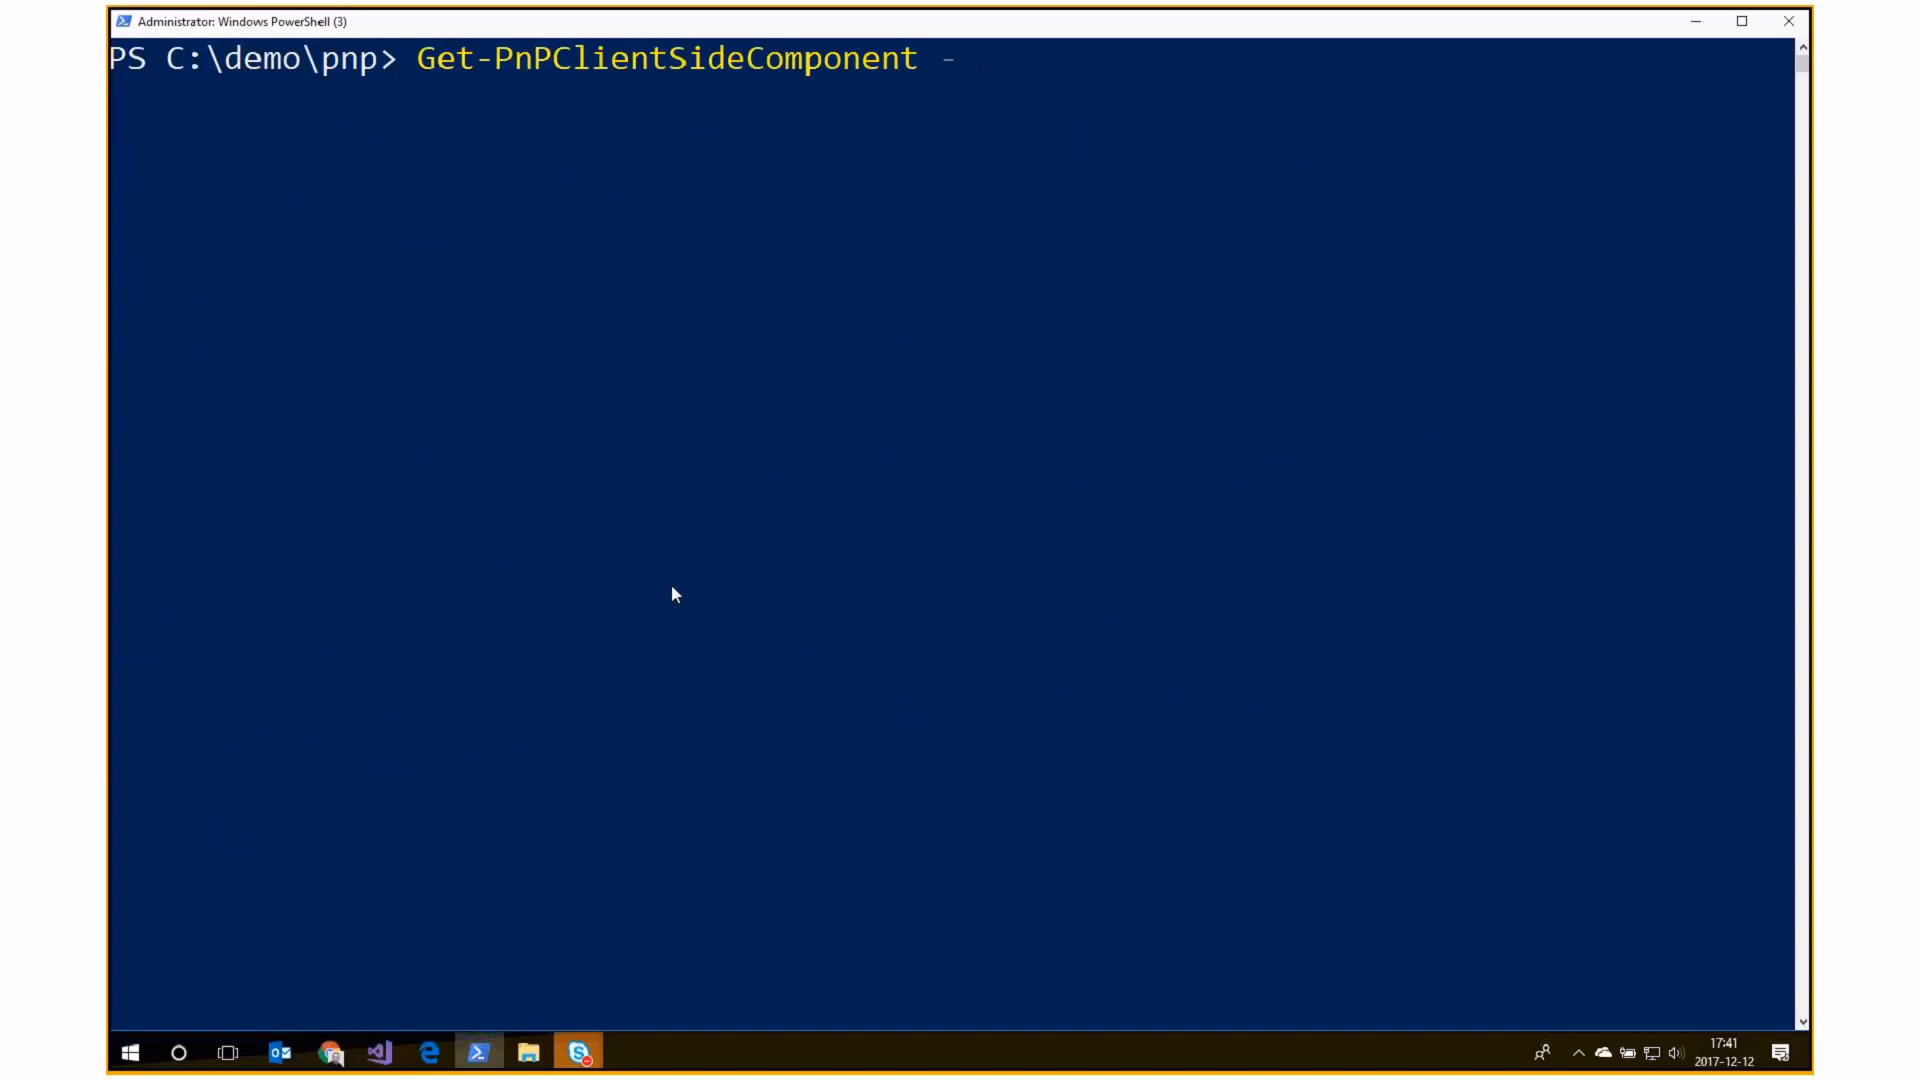 Administrator: Windows PowerShell (3)
PS C:\demo\pnp> Get-PnPClientSideComponent -
17:41
2017-12-12